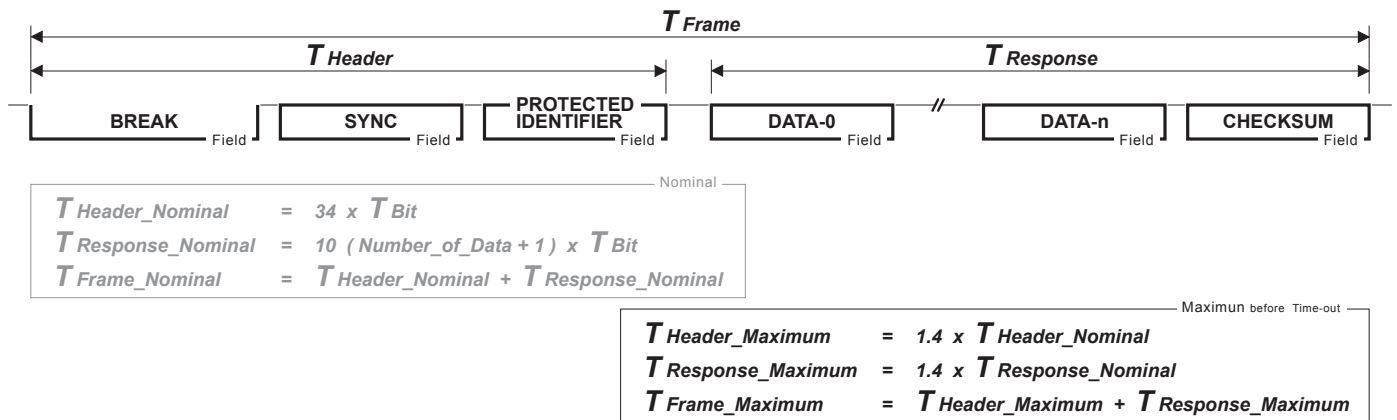 T Frame
T Header
T Response
BREAK
Field
SYNC
Field
PROTECTED
IDENTIFIER
Field
DATA-0
Field
//
DATA-n
Field
CHECKSUM
Field
Nominal
T Header_Nominal = 34 x T Bit
T Response_Nominal = 10 ( Number_of_Data + 1 ) x T Bit
T Frame_Nominal = T Header_Nominal + T Response_Nominal
Maximun before Time-out
T Header_Maximum = 1.4 x T Header_Nominal
T Response_Maximum = 1.4 x T Response_Nominal
T Frame_Maximum = T Header_Maximum + T Response_Maximum